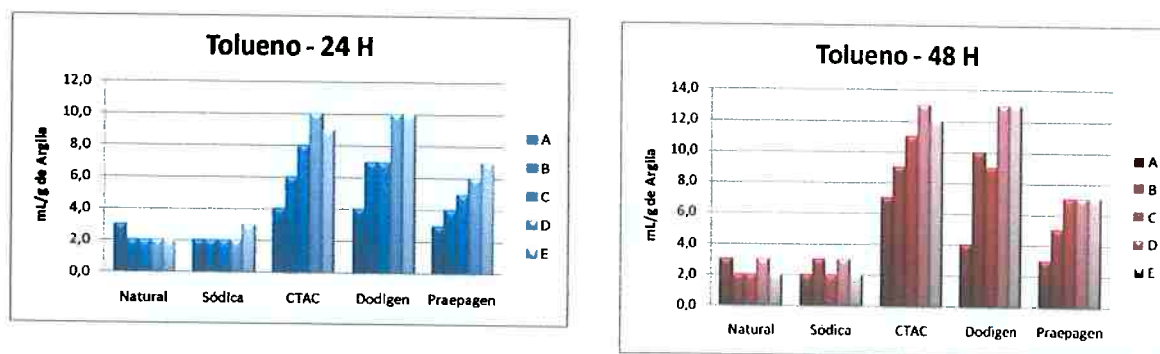 Tolueno - 24 H
12,0
10,0
8,0
6,0
4,0
2,0
0,0
mL/g de Argila
Natural
Sódica
CTAC
Dodigen
Praepagen
A
B
C
D
E
Tolueno - 48 H
14,0
12,0
10,0
8,0
6,0
4,0
2,0
0,0
mL/g de Argila
Natural
Sódica
CTAC
Dodigen
Praepagen
A
B
C
D
E